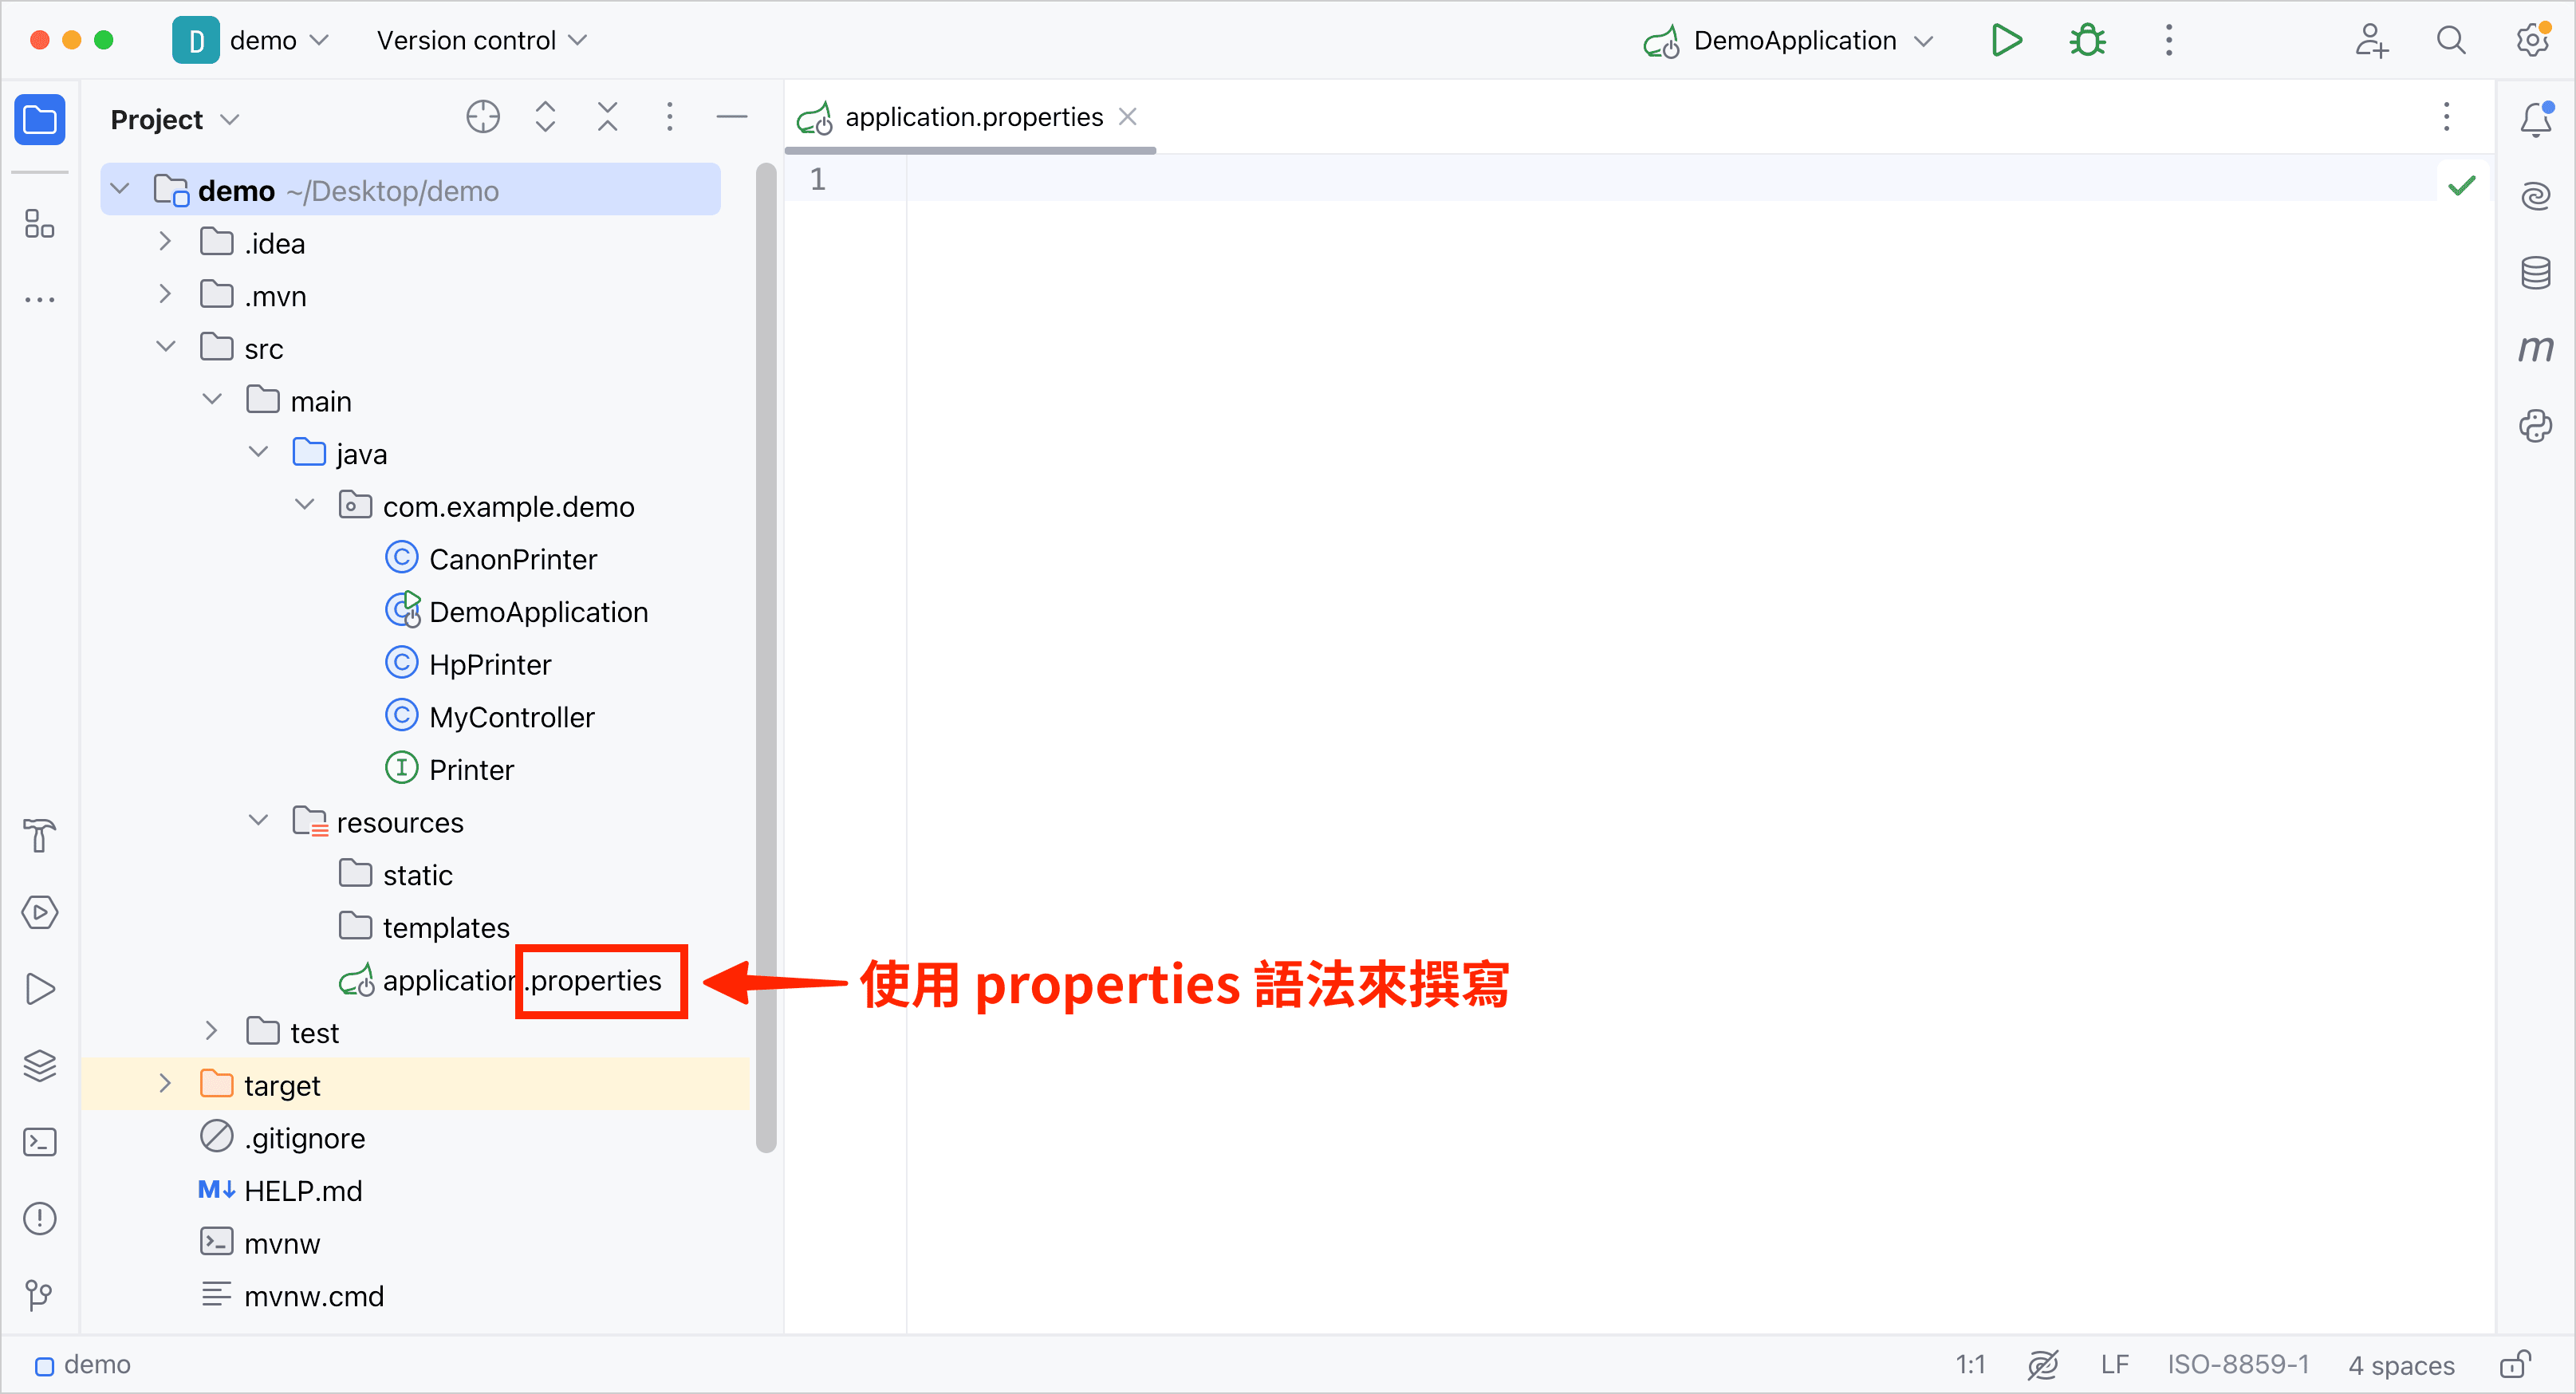 D demo Version control DemoApplication
Project
application.properties
1
demo ~/Desktop/demo
.idea
.mvn
src
main
java
com.example.demo
CanonPrinter
DemoApplication
HpPrinter
MyController
Printer
resources
static
templates
application.properties
使用 properties 語法來撰寫
test
target
.gitignore
M↓ HELP.md
mvnw
mvnw.cmd
m
demo 1:1 LF ISO-8859-1 4 spaces